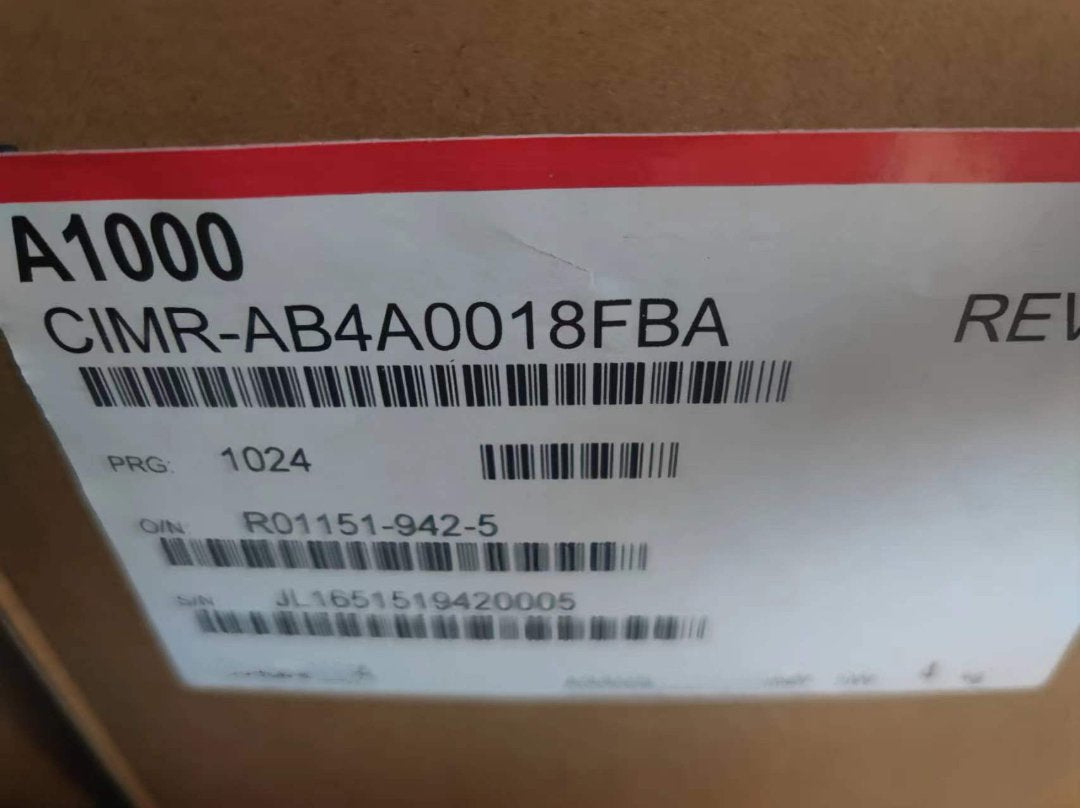 A1000
CIMR-AB4A0018FBA REV
PRG: 1024
O/N: R01151-942-5
S/N JL1651519420005